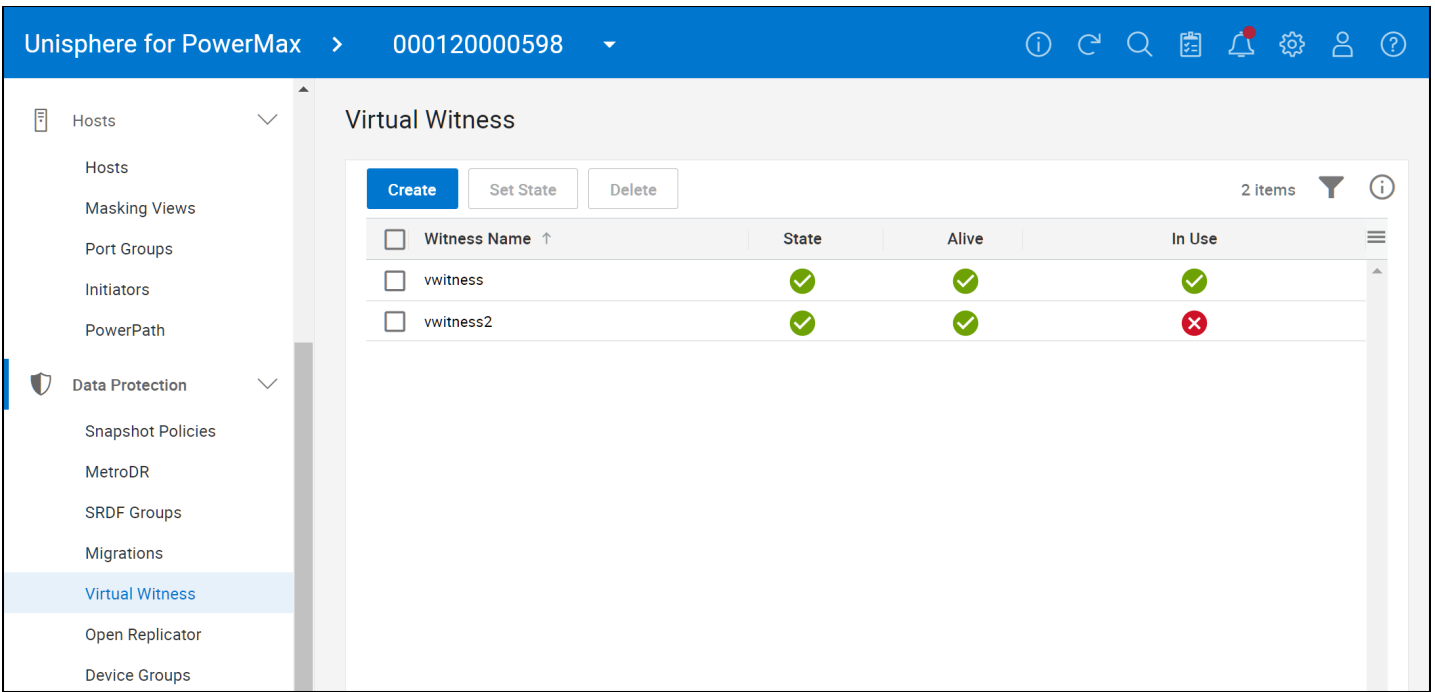 Unisphere for PowerMax > 000120000598
Hosts
Hosts
Masking Views
Port Groups
Initiators
PowerPath
Data Protection
Snapshot Policies
MetroDR
SRDF Groups
Migrations
Virtual Witness
Open Replicator
Device Groups
Virtual Witness
Create Set State Delete 2 items
Witness Name ↑ State Alive In Use
vwitness
vwitness2